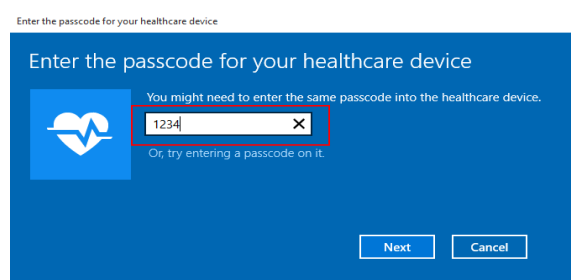 Enter the passcode for your healthcare device
Enter the passcode for your healthcare device
You might need to enter the same passcode into the healthcare device.
1234
Or, try entering a passcode on it.
Next Cancel